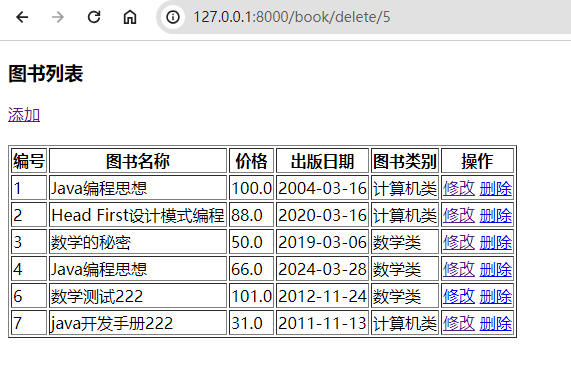 127.0.0.1:8000/book/delete/5
图书列表
添加
编号 图书名称 价格 出版日期 图书类别 操作
1 Java编程思想 100.0 2004-03-16 计算机类 修改 删除
2 Head First设计模式编程 88.0 2020-03-16 计算机类 修改 删除
3 数学的秘密 50.0 2019-03-06 数学类 修改 删除
4 Java编程思想 66.0 2024-03-28 数学类 修改 删除
6 数学测试222 101.0 2012-11-24 数学类 修改 删除
7 java开发手册222 31.0 2011-11-13 计算机类 修改 删除